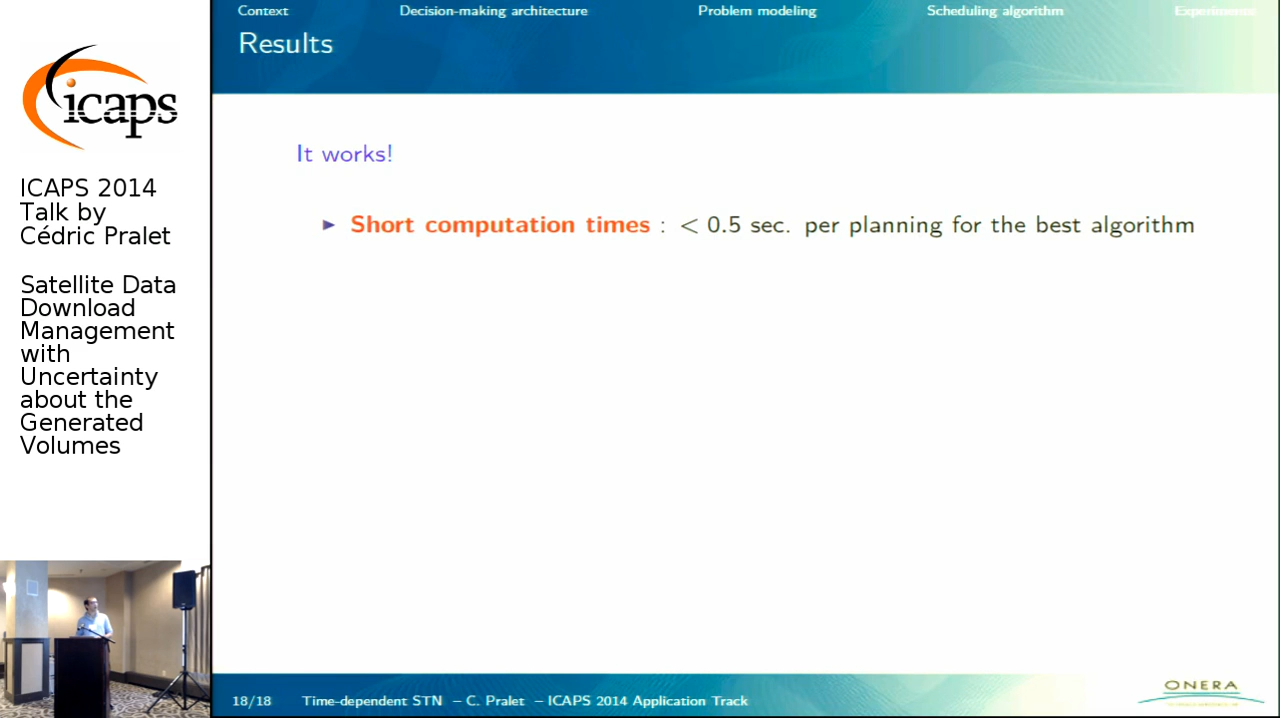 icaps
ICAPS 2014
Talk by
Cédric Pralet
Satellite Data
Download
Management
with
Uncertainty
about the
Generated
Volumes
Context Decision-making architecture Problem modeling Scheduling algorithm Experiments
Results
It works!
► Short computation times : < 0.5 sec. per planning for the best algorithm
18/18 Time-dependent STN – C. Pralet – ICAPS 2014 Application Track
ONERA